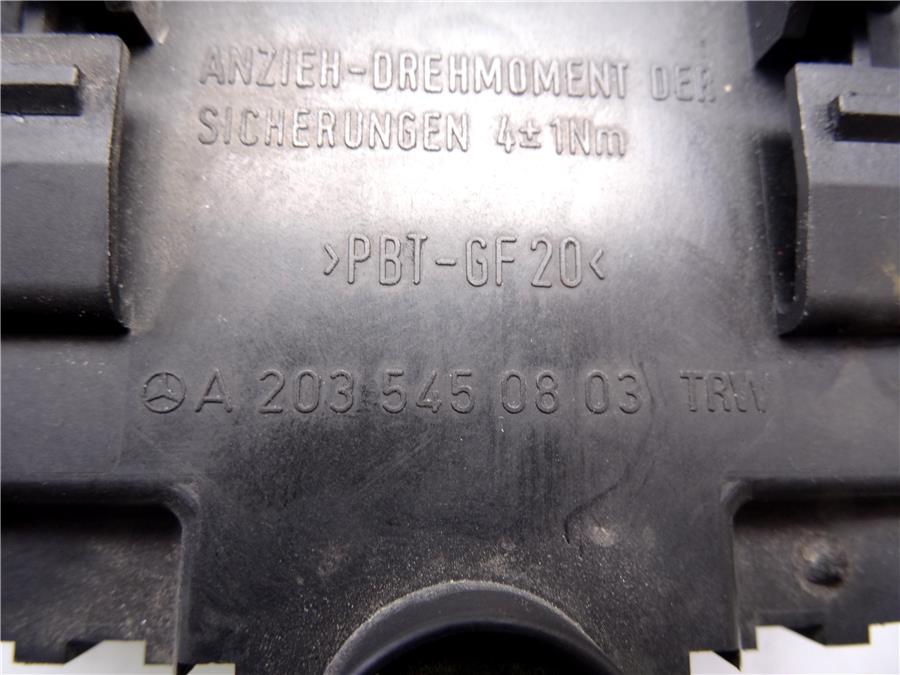 ANZIEH-DREHMOMENT DER
SICHERUNGEN 4±1Nm
>PBT-GF20<
A 203 545 08 03 TRW